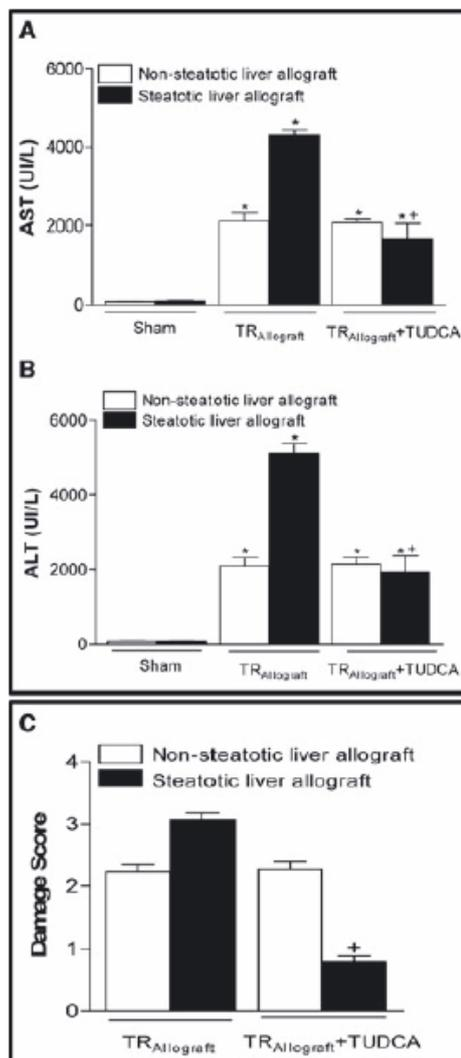 A
6000
Non-steatotic liver allograft
Steatotic liver allograft
AST (UI/L)
4000
*
*
*
*+
2000
0
Sham
TRAllograft
TRAllograft+TUDCA
B
6000
Non-steatotic liver allograft
Steatotic liver allograft
ALT (UI/L)
*
4000
*
*
*+
2000
0
Sham
TRAllograft
TRAllograft+TUDCA
C
Non-steatotic liver allograft
Steatotic liver allograft
Damage Score
4
3
2
1
0
+
TRAllograft
TRAllograft+TUDCA